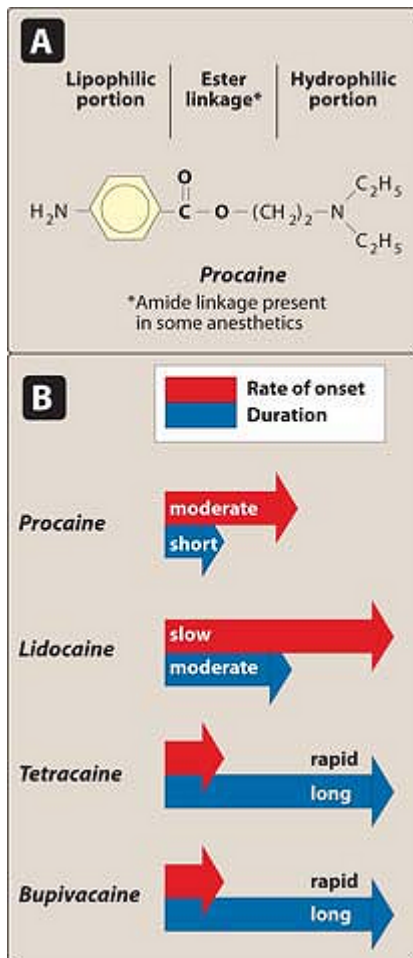 A
Lipophilic portion
Ester linkage*
Hydrophilic portion
O
H₂N
C
O
(CH₂)₂
N
C₂H₅
C₂H₅
Procaine
*Amide linkage present
in some anesthetics
B
Rate of onset
Duration
Procaine
moderate
short
Lidocaine
slow
moderate
Tetracaine
rapid
long
Bupivacaine
rapid
long